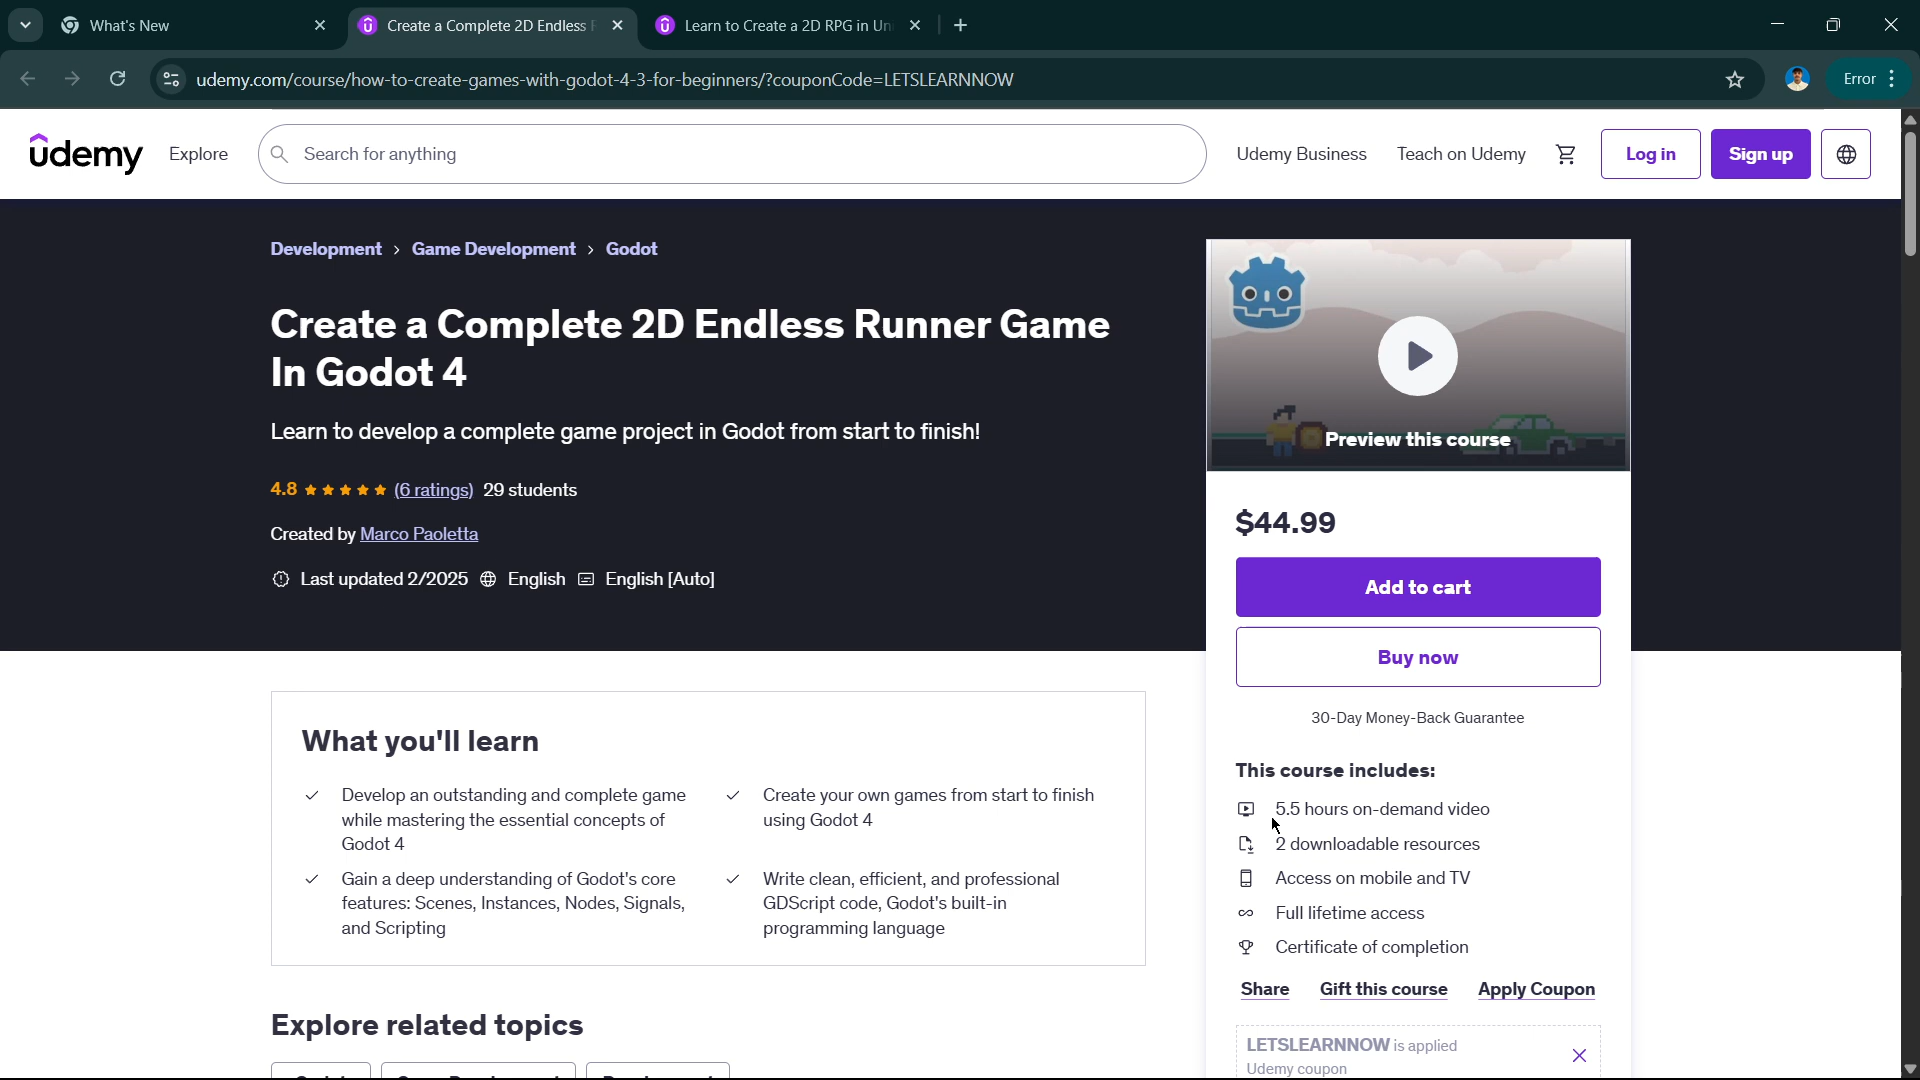 What's New
Create a Complete 2D Endless
Learn to Create a 2D RPG in Un
udemy.com/course/how-to-create-games-with-godot-4-3-for-beginners/?couponCode=LETSLEARNNOW
Error
udemy
Explore
Search for anything
Udemy Business
Teach on Udemy
Log in
Sign up
Development > Game Development > Godot
Create a Complete 2D Endless Runner Game
In Godot 4
Learn to develop a complete game project in Godot from start to finish!
4.8 (6 ratings) 29 students
Created by Marco Paoletta
Last updated 2/2025 English English [Auto]
Preview this course
$44.99
Add to cart
Buy now
30-Day Money-Back Guarantee
This course includes:
5.5 hours on-demand video
2 downloadable resources
Access on mobile and TV
Full lifetime access
Certificate of completion
Share Gift this course Apply Coupon
LETSLEARNNOW is applied
Udemy coupon
What you'll learn
Develop an outstanding and complete game
while mastering the essential concepts of
Godot 4
Create your own games from start to finish
using Godot 4
Gain a deep understanding of Godot's core
features: Scenes, Instances, Nodes, Signals,
and Scripting
Write clean, efficient, and professional
GDScript code, Godot's built-in
programming language
Explore related topics